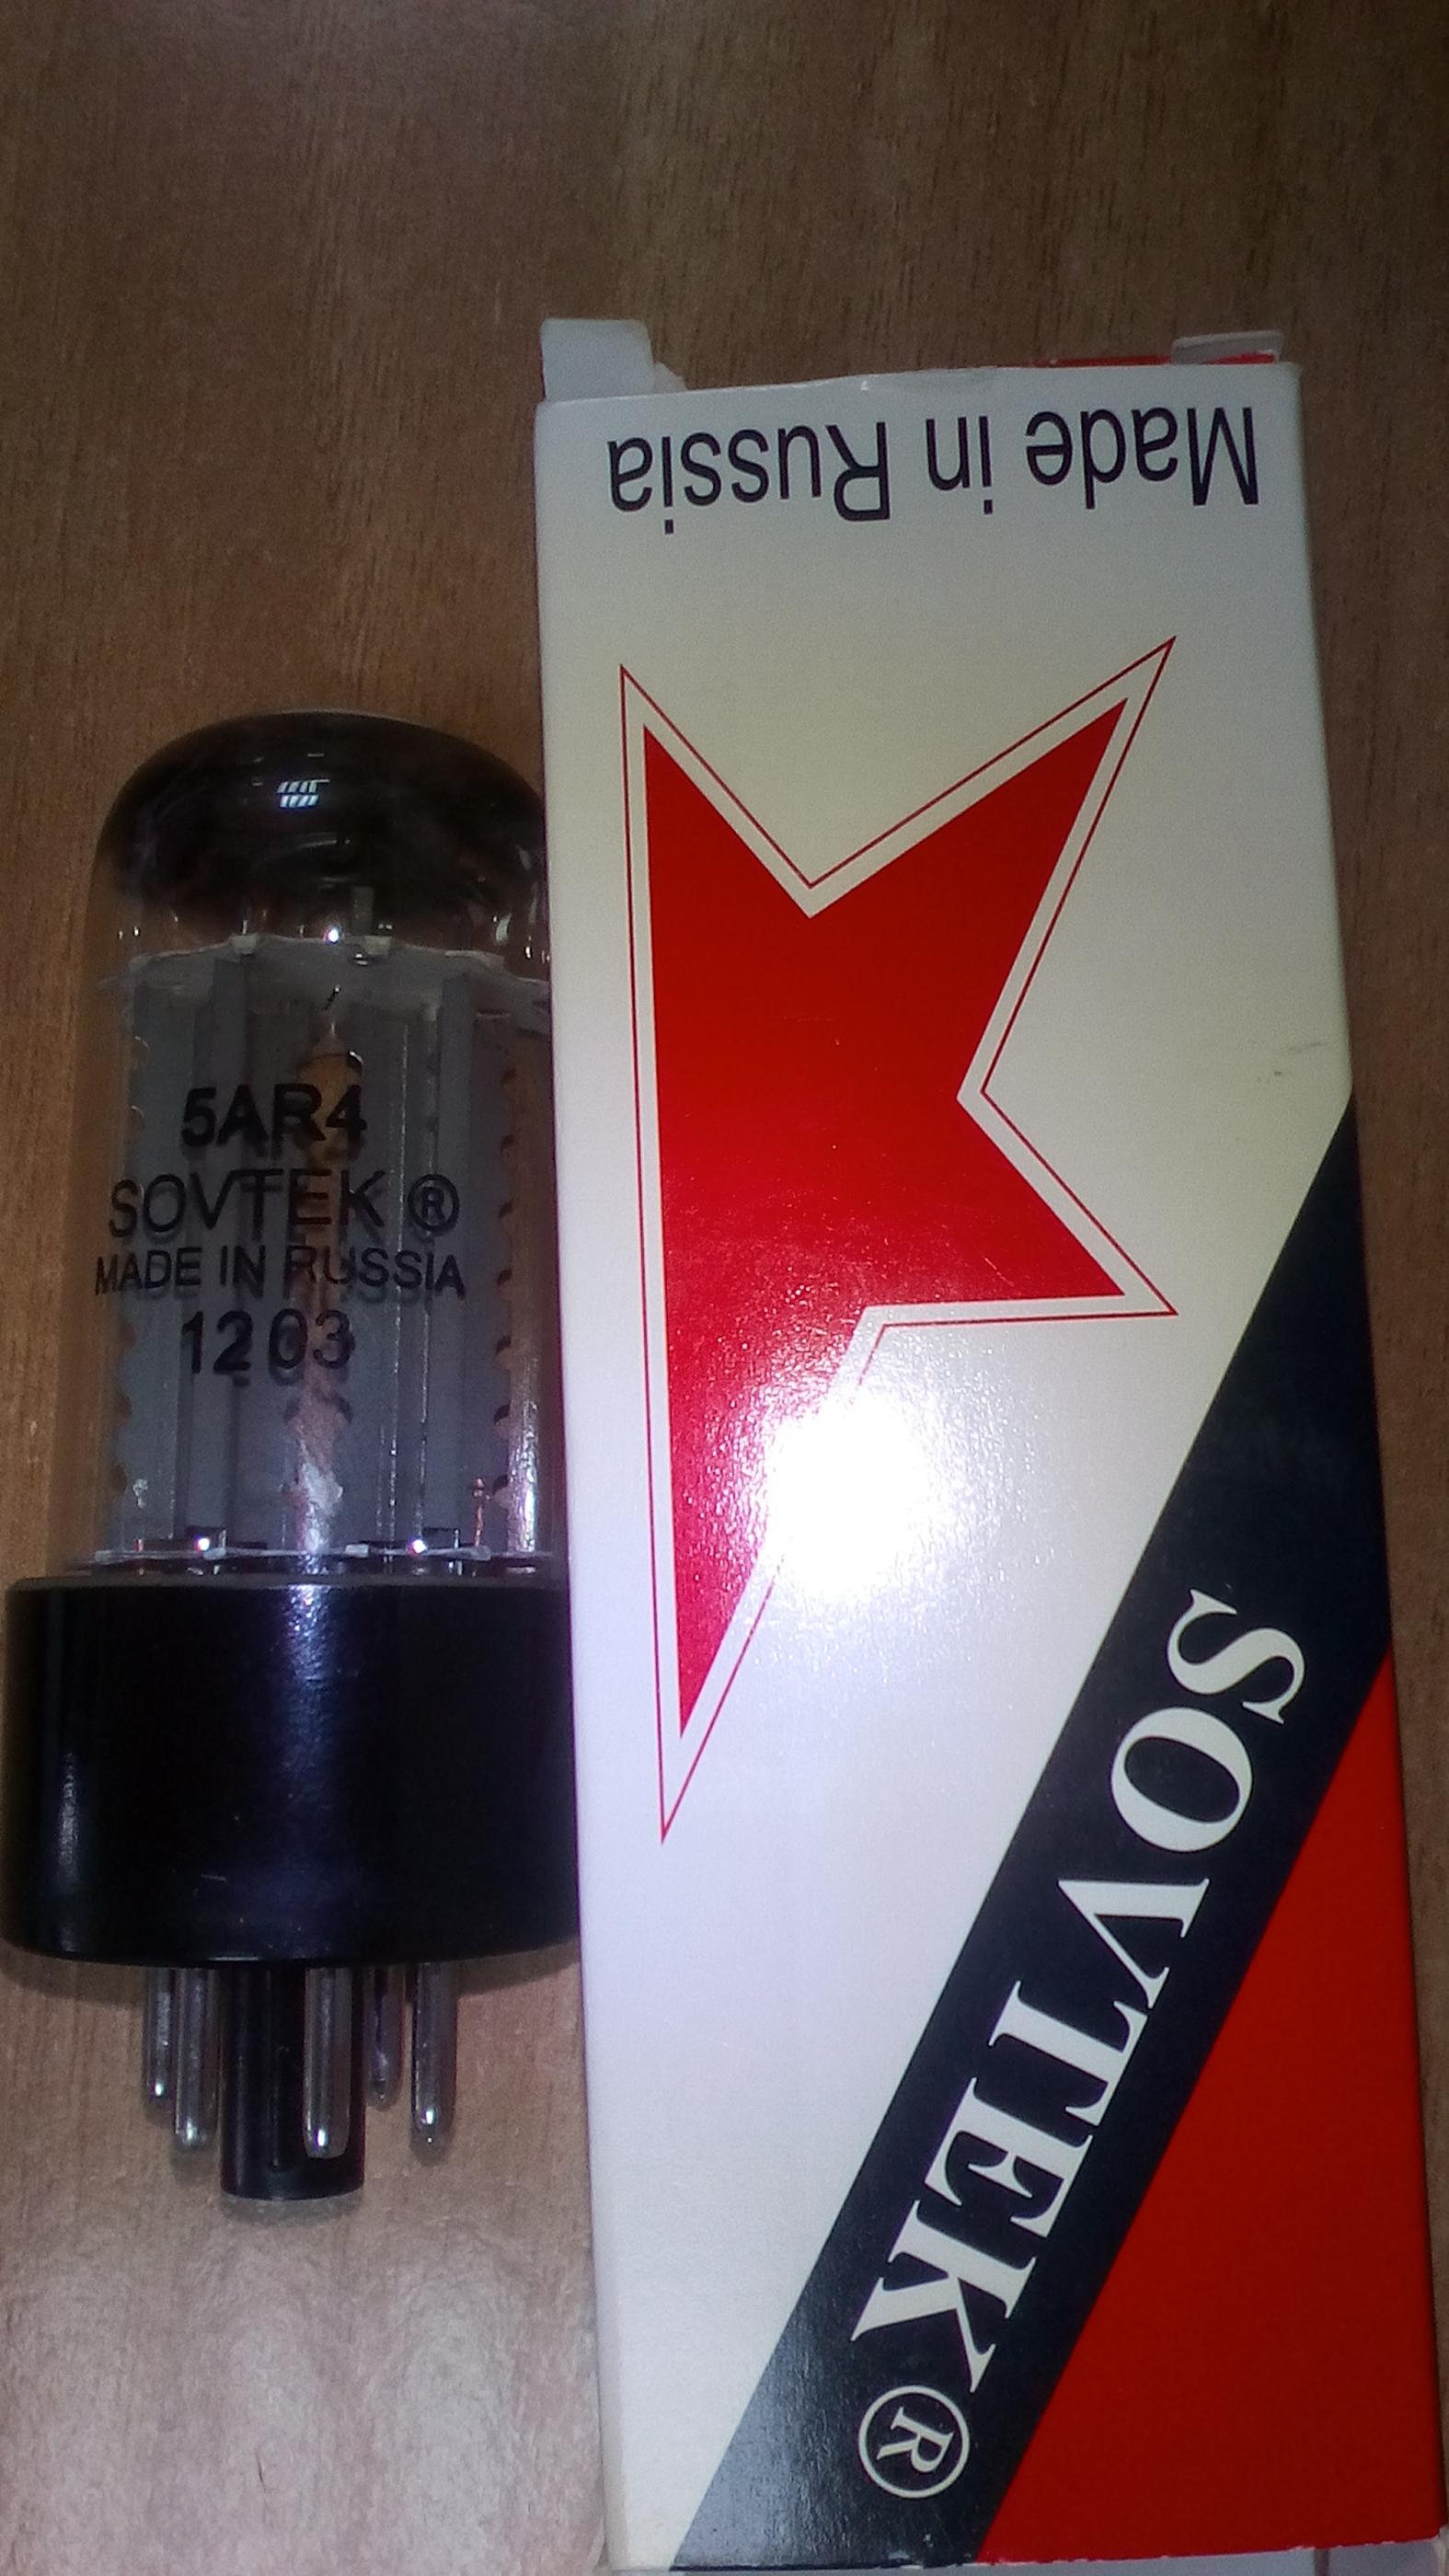 5AR4
SOVTEK ®
MADE IN RUSSIA
1203
Made in Russia
SOVTEK®